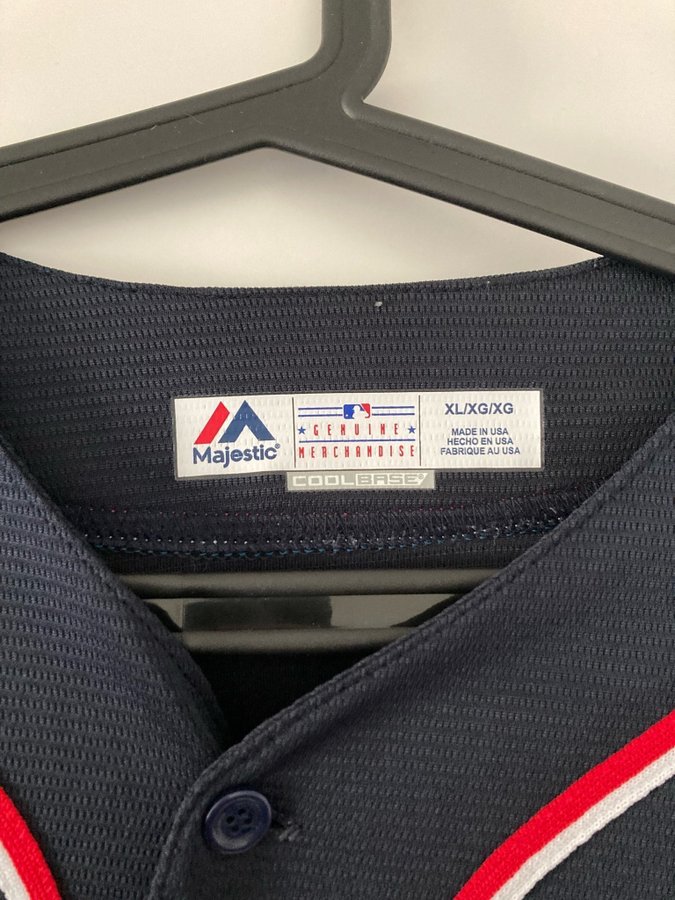 Majestic®
GENUINE
MERCHANDISE
XL/XG/XG
MADE IN USA
HECHO EN USA
FABRIQUE AU USA
COOLBASE